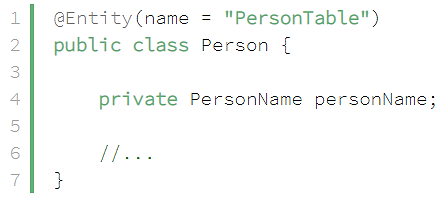 1 @Entity(name = "PersonTable")
2 public class Person {
3
4     private PersonName personName;
5
6     //...
7 }